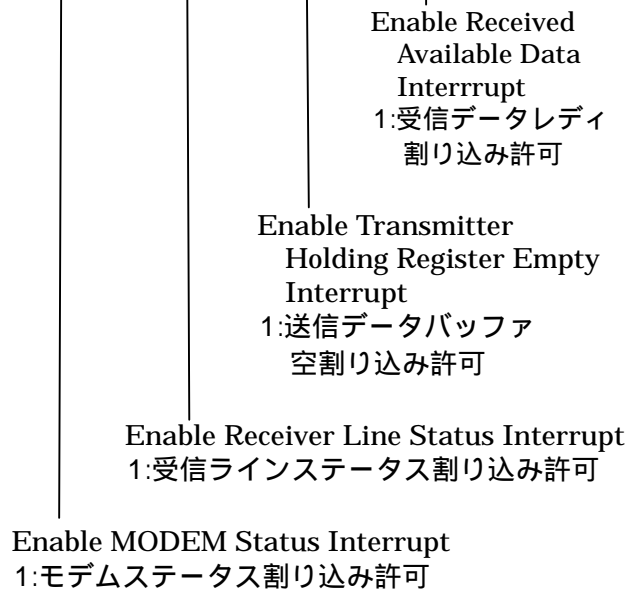 Enable Received
Available Data
Interrrupt
1:受信データレディ
割り込み許可
Enable Transmitter
Holding Register Empty
Interrupt
1:送信データバッファ
空割り込み許可
Enable Receiver Line Status Interrupt
1:受信ラインステータス割り込み許可
Enable MODEM Status Interrupt
1:モデムステータス割り込み許可